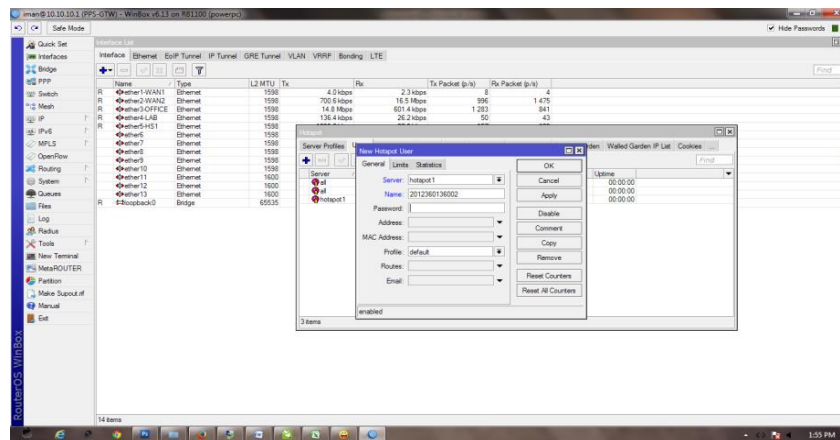 iman@10.10.10.1 (PPS-GTW) - WinBox v6.13 on RB1100 (powerpc)
Safe Mode
Hide Passwords
Quick Set
Interfaces
Bridge
PPP
Switch
Mesh
IP
IPv6
MPLS
OpenFlow
Routing
System
Queues
Files
Log
Radius
Tools
New Terminal
MetaROUTER
Partition
Make Supout.rif
Manual
Exit
RouterOS WinBox
Interface List
Interface Ethernet EoIP Tunnel IP Tunnel GRE Tunnel VLAN VRRP Bonding LTE
Find
Name Type L2 MTU Tx Rx Tx Packet (p/s) Rx Packet (p/s)
R ether1-WAN1 Ethernet 1598 4.0 kbps 2.3 kbps 8 4
R ether2-WAN2 Ethernet 1598 700.6 kbps 16.5 Mbps 996 1 475
R ether3-OFFICE Ethernet 1598 14.8 Mbps 601.4 kbps 1 283 841
R ether4-LAB Ethernet 1598 136.4 kbps 26.2 kbps 50 43
R ether5-HS1 Ethernet 1598
ether6 Ethernet 1598
ether7 Ethernet 1598
ether8 Ethernet 1598
ether9 Ethernet 1598
ether10 Ethernet 1598
ether11 Ethernet 1600
ether12 Ethernet 1600
ether13 Ethernet 1600
R loopback0 Bridge 65535
14 items
Hotspot
Server Profiles Walled Garden IP List Cookies ...
Find
Server Uptime
all 00:00:00
all 00:00:00
hotspot1 00:00:00
3 items
New Hotspot User
General Limits Statistics
Server: hotspot1
Name: 2012360136002
Password:
Address:
MAC Address:
Profile: default
Routes:
Email:
OK
Cancel
Apply
Disable
Comment
Copy
Remove
Reset Counters
Reset All Counters
enabled
1:55 PM